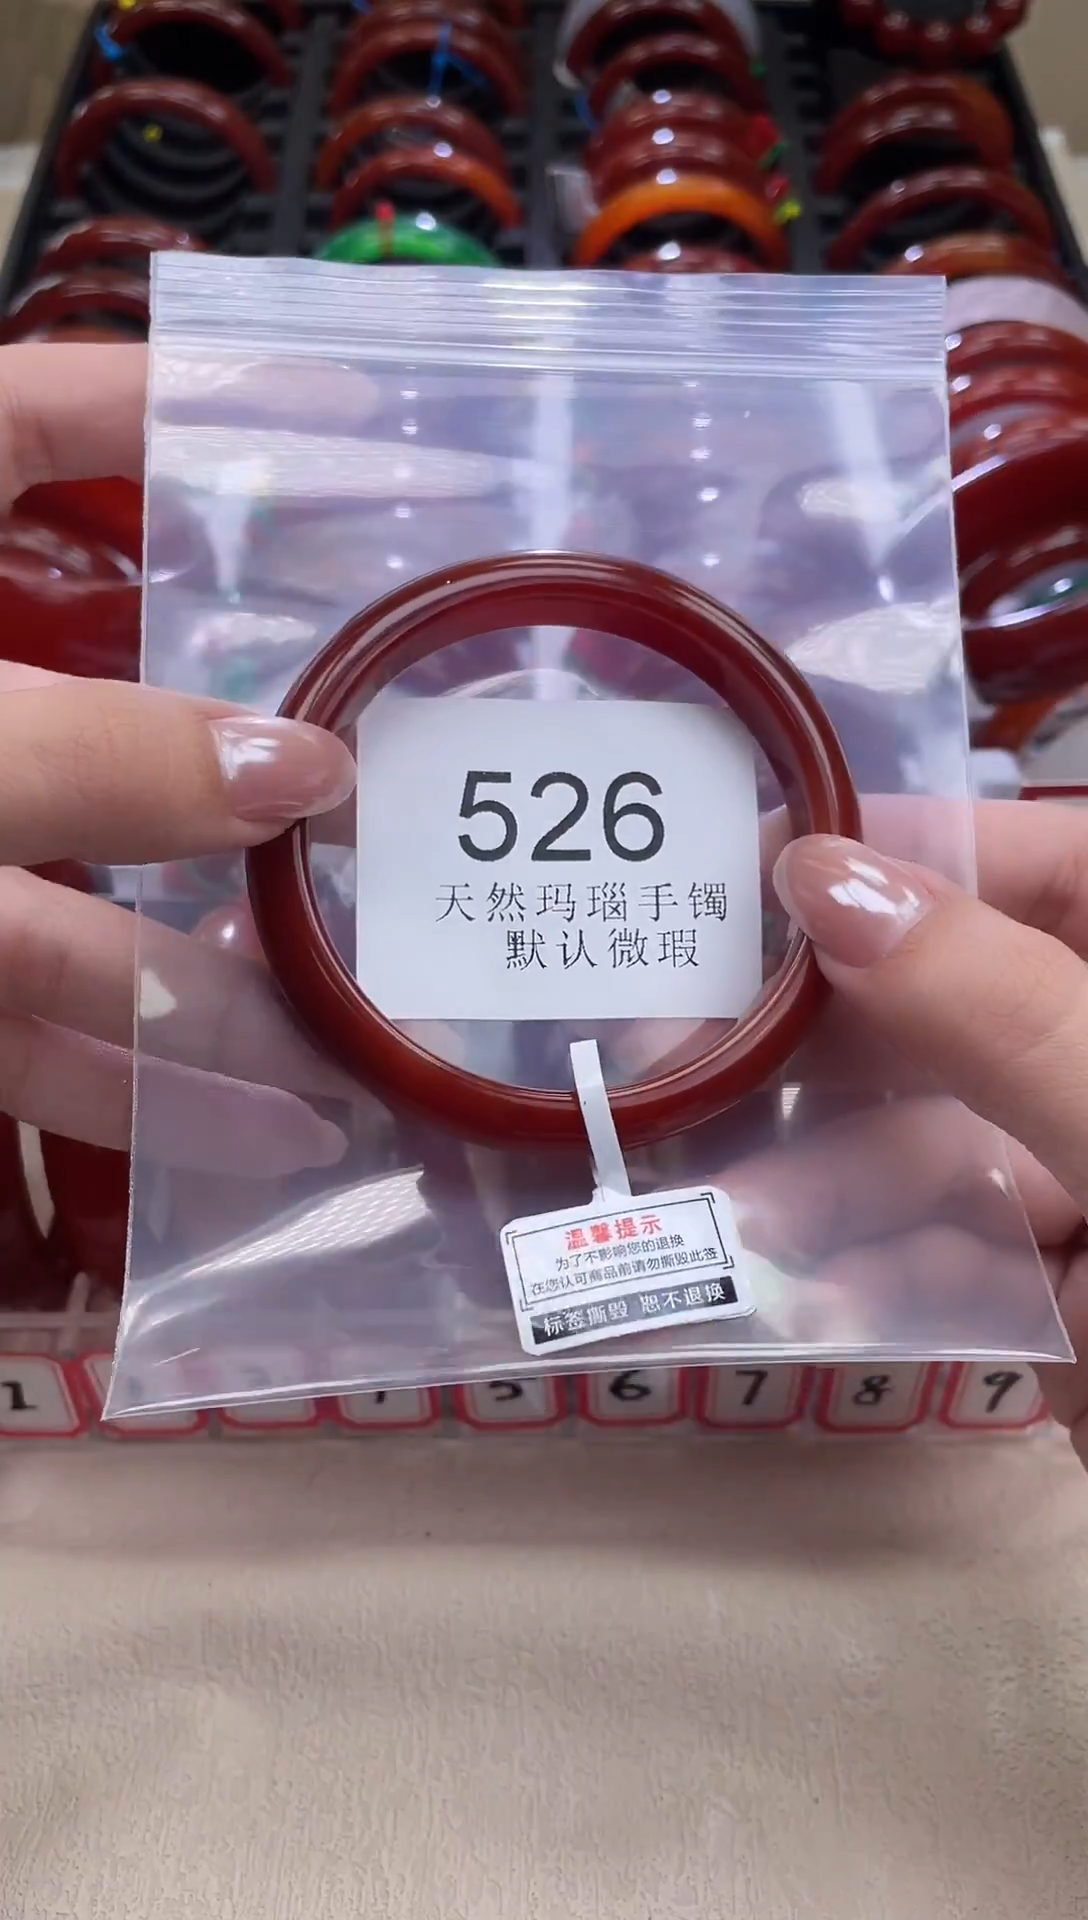 526
天然玛瑙手镯
默认微瑕
温馨提示
为了不影响您的退换
在您认可商品前请勿撕毁此签
标签撕毁 恕不退换
1
5
6
7
8
9